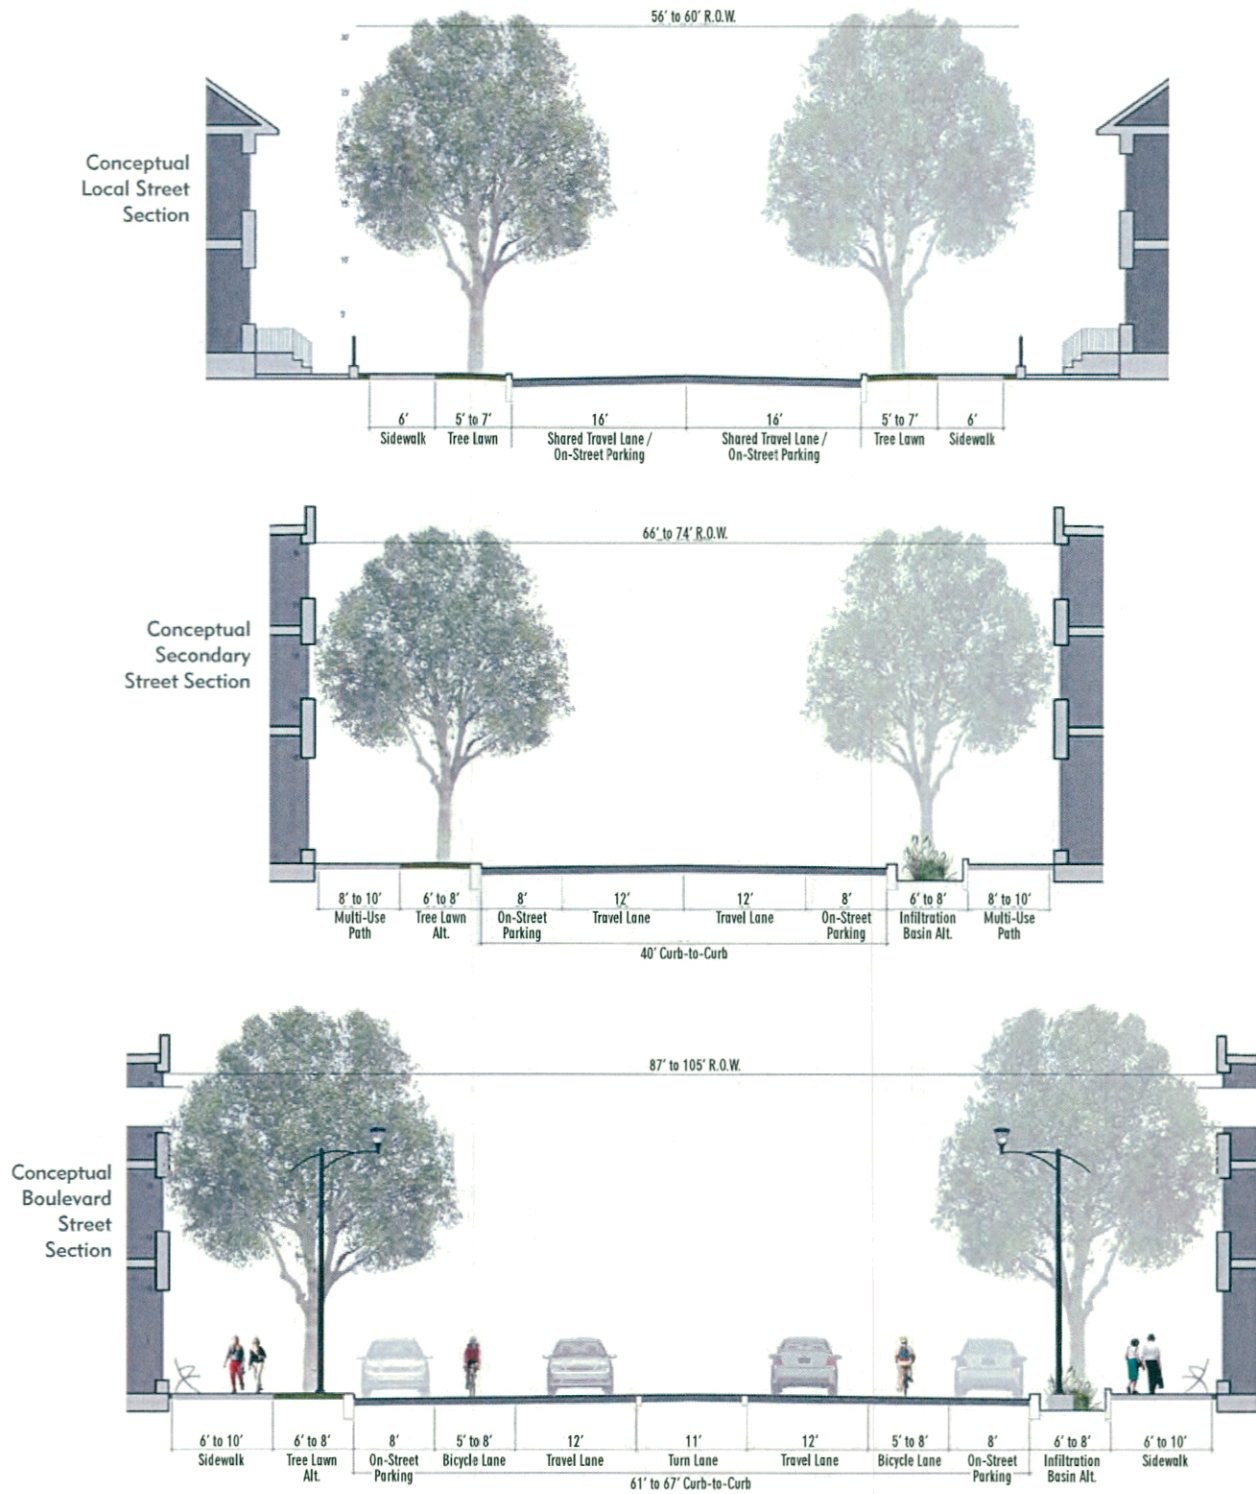 56' to 60' R.O.W.
30'
Conceptual
Local Street
Section
10'
5'
6'
Sidewalk
5' to 7'
Tree Lawn
16'
Shared Travel Lane /
On-Street Parking
16'
Shared Travel Lane /
On-Street Parking
5' to 7'
Tree Lawn
6'
Sidewalk
66' to 74' R.O.W.
Conceptual
Secondary
Street Section
8' to 10'
Multi-Use
Path
6' to 8'
Tree Lawn
Alt.
8'
On-Street
Parking
12'
Travel Lane
12'
Travel Lane
8'
On-Street
Parking
6' to 8'
Infiltration
Basin Alt.
8' to 10'
Multi-Use
Path
40' Curb-to-Curb
87' to 105' R.O.W.
Conceptual
Boulevard
Street
Section
6' to 10'
Sidewalk
6' to 8'
Tree Lawn
Alt.
8'
On-Street
Parking
5' to 8'
Bicycle Lane
12'
Travel Lane
11'
Turn Lane
12'
Travel Lane
5' to 8'
Bicycle Lane
8'
On-Street
Parking
6' to 8'
Infiltration
Basin Alt.
6' to 10'
Sidewalk
61' to 67' Curb-to-Curb